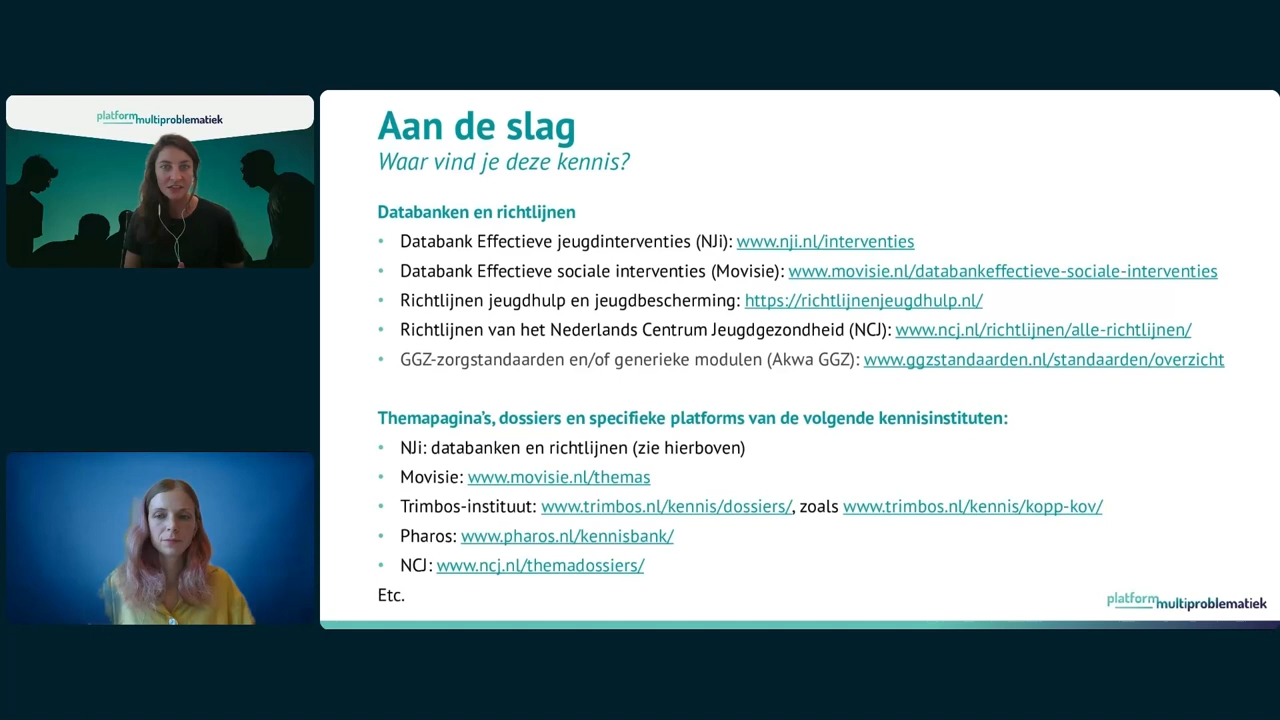 platform multiproblematiek
Aan de slag
Waar vind je deze kennis?
Databanken en richtlijnen
• Databank Effectieve jeugdinterventies (NJi): www.nji.nl/interventies
• Databank Effectieve sociale interventies (Movisie): www.movisie.nl/databankeffectieve-sociale-interventies
• Richtlijnen jeugdhulp en jeugdbescherming: https://richtlijnenjeugdhulp.nl/
• Richtlijnen van het Nederlands Centrum Jeugdgezondheid (NCJ): www.ncj.nl/richtlijnen/alle-richtlijnen/
• GGZ-zorgstandaarden en/of generieke modulen (Akwa GGZ): www.ggzstandaarden.nl/standaarden/overzicht
Themapagina's, dossiers en specifieke platforms van de volgende kennisinstituten:
• NJi: databanken en richtlijnen (zie hierboven)
• Movisie: www.movisie.nl/themas
• Trimbos-instituut: www.trimbos.nl/kennis/dossiers/, zoals www.trimbos.nl/kennis/kopp-kov/
• Pharos: www.pharos.nl/kennisbank/
• NCJ: www.ncj.nl/themadossiers/
Etc.
platform multiproblematiek